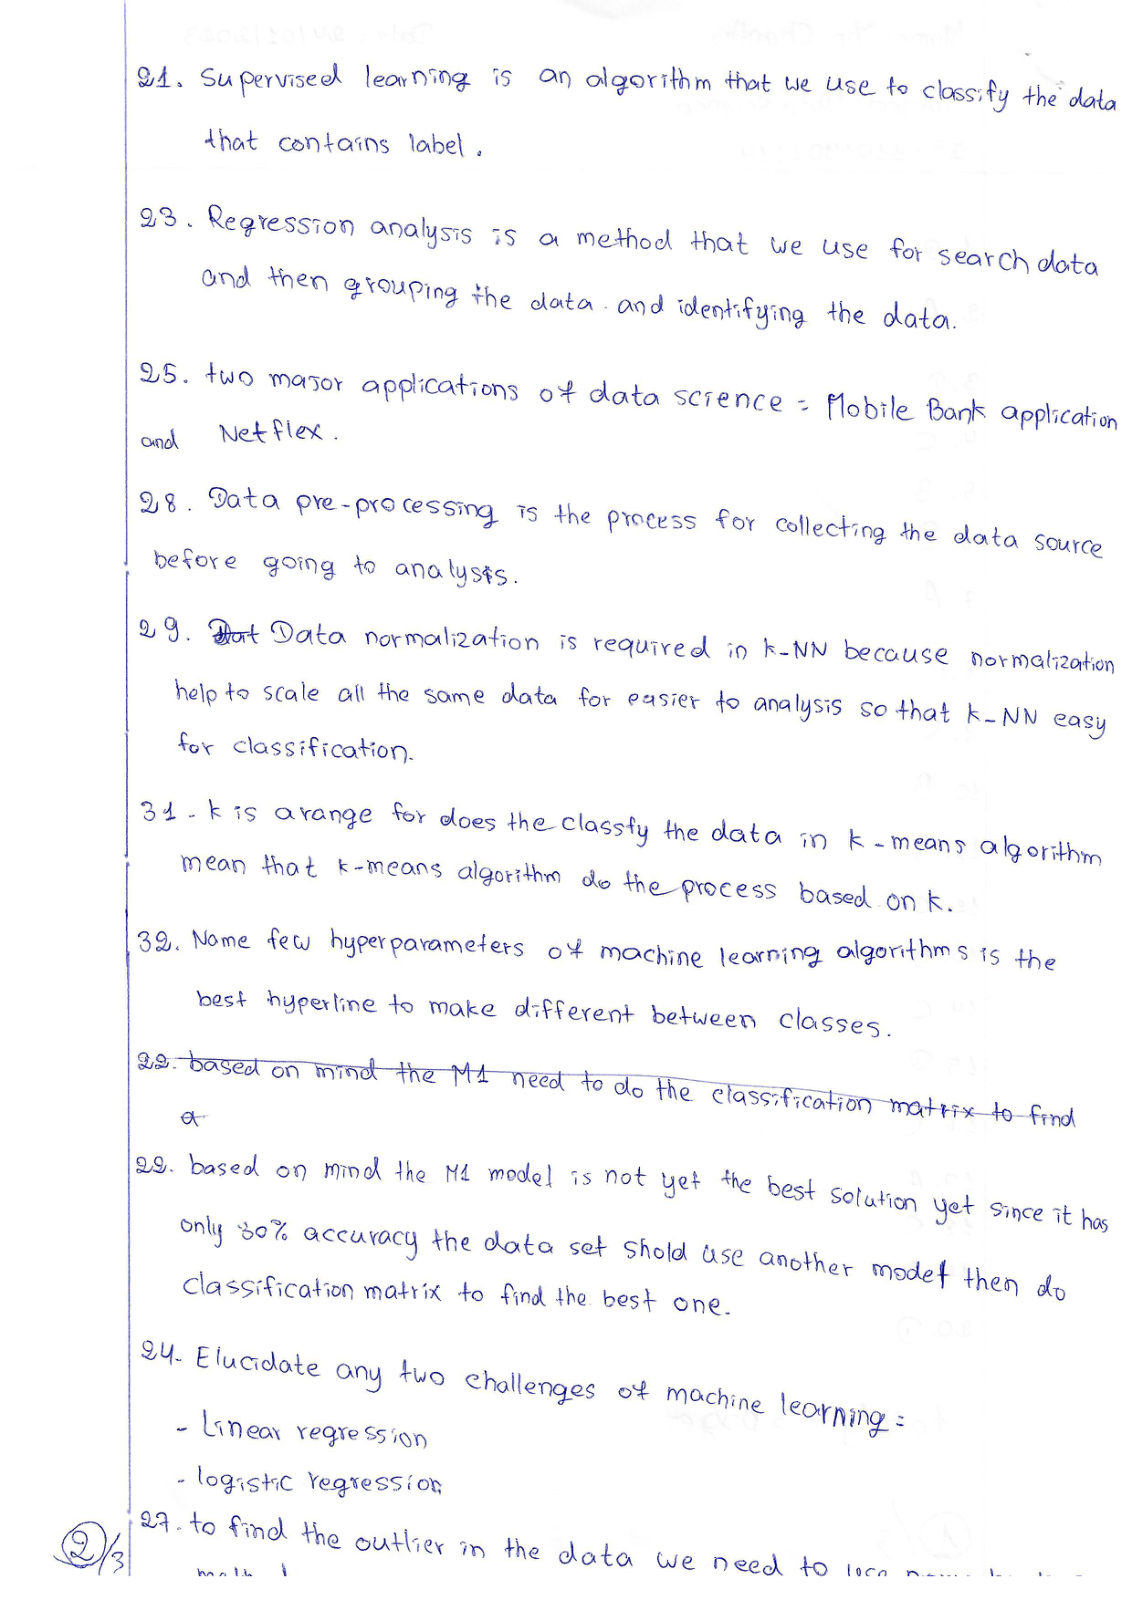 21. Supervised learning is an algorithm that we use to classify the data
that contains label.
23. Regression analysis is a method that we use for search data
and then grouping the data and identifying the data.
25. two major applications of data science = Mobile Bank application
and Netflex.
28. Data pre-processing is the process for collecting the data source
before going to analysis.
29. Dat Data normalization is required in k-NN because normalization
help to scale all the same data for easier to analysis so that k-NN easy
for classification.
31. k is a range for does the classfy the data in k-means algorithm
mean that k-means algorithm do the process based on k.
32. Name few hyperparameters of machine learning algorithms is the
best hyperline to make different between classes.
22. based on mind the M1 need to do the classification matrix to find
a
22. based on mind the M1 model is not yet the best solution yet since it has
only 30% accuracy the data set shold use another model then do
classification matrix to find the best one.
24. Elucidate any two challenges of machine learning =
- Linear regression
- logistic regression
27. to find the outlier in the data we need to use
2/3